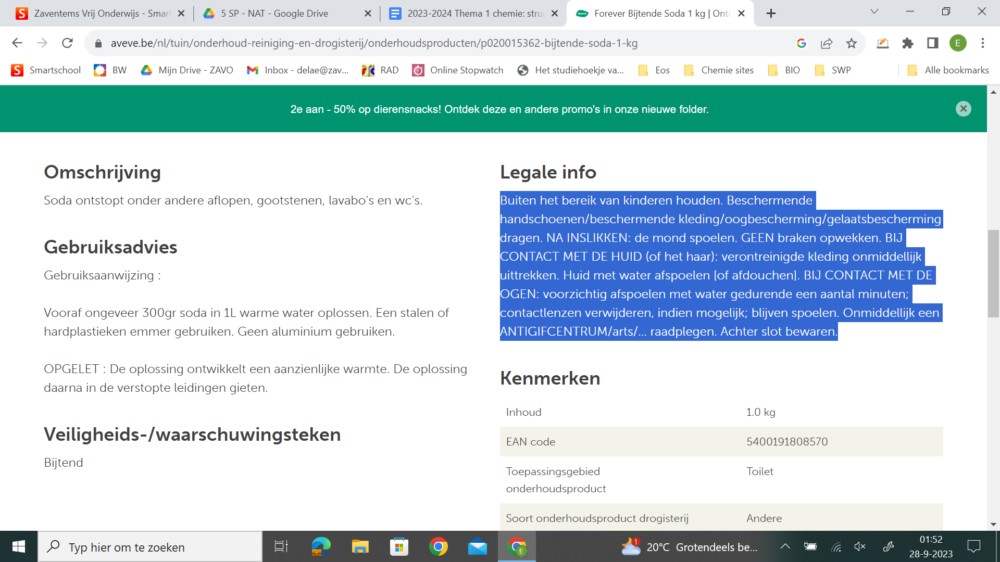 Zaventems Vrij Onderwijs - Smar
5 SP - NAT - Google Drive
2023-2024 Thema 1 chemie: stru
Forever Bijtende Soda 1 kg | Ont
aveve.be/nl/tuin/onderhoud-reiniging-en-drogisterij/onderhoudsproducten/p020015362-bijtende-soda-1-kg
E
Smartschool
BW
Mijn Drive - ZAVO
Inbox - delae@zav...
RAD
Online Stopwatch
Het studiehoekje va...
Eos
Chemie sites
BIO
SWP
Alle bookmarks
2e aan - 50% op dierensnacks! Ontdek deze en andere promo's in onze nieuwe folder.
Omschrijving
Soda ontstopt onder andere aflopen, gootstenen, lavabo's en wc's.
Gebruiksadvies
Gebruiksaanwijzing :
Vooraf ongeveer 300gr soda in 1L warme water oplossen. Een stalen of
hardplastieken emmer gebruiken. Geen aluminium gebruiken.
OPGELET : De oplossing ontwikkelt een aanzienlijke warmte. De oplossing
daarna in de verstopte leidingen gieten.
Veiligheids-/waarschuwingsteken
Bijtend
Legale info
Buiten het bereik van kinderen houden. Beschermende
handschoenen/beschermende kleding/oogbescherming/gelaatsbescherming
dragen. NA INSLIKKEN: de mond spoelen. GEEN braken opwekken. BIJ
CONTACT MET DE HUID (of het haar): verontreinigde kleding onmiddellijk
uittrekken. Huid met water afspoelen [of afdouchen]. BIJ CONTACT MET DE
OGEN: voorzichtig afspoelen met water gedurende een aantal minuten;
contactlenzen verwijderen, indien mogelijk; blijven spoelen. Onmiddellijk een
ANTIGIFCENTRUM/arts/... raadplegen. Achter slot bewaren.
Kenmerken
Inhoud 1.0 kg
EAN code 5400191808570
Toepassingsgebied Toilet
onderhoudsproduct
Soort onderhoudsproduct drogisterij Andere
Typ hier om te zoeken
E
1
20°C Grotendeels be...
01:52
28-9-2023